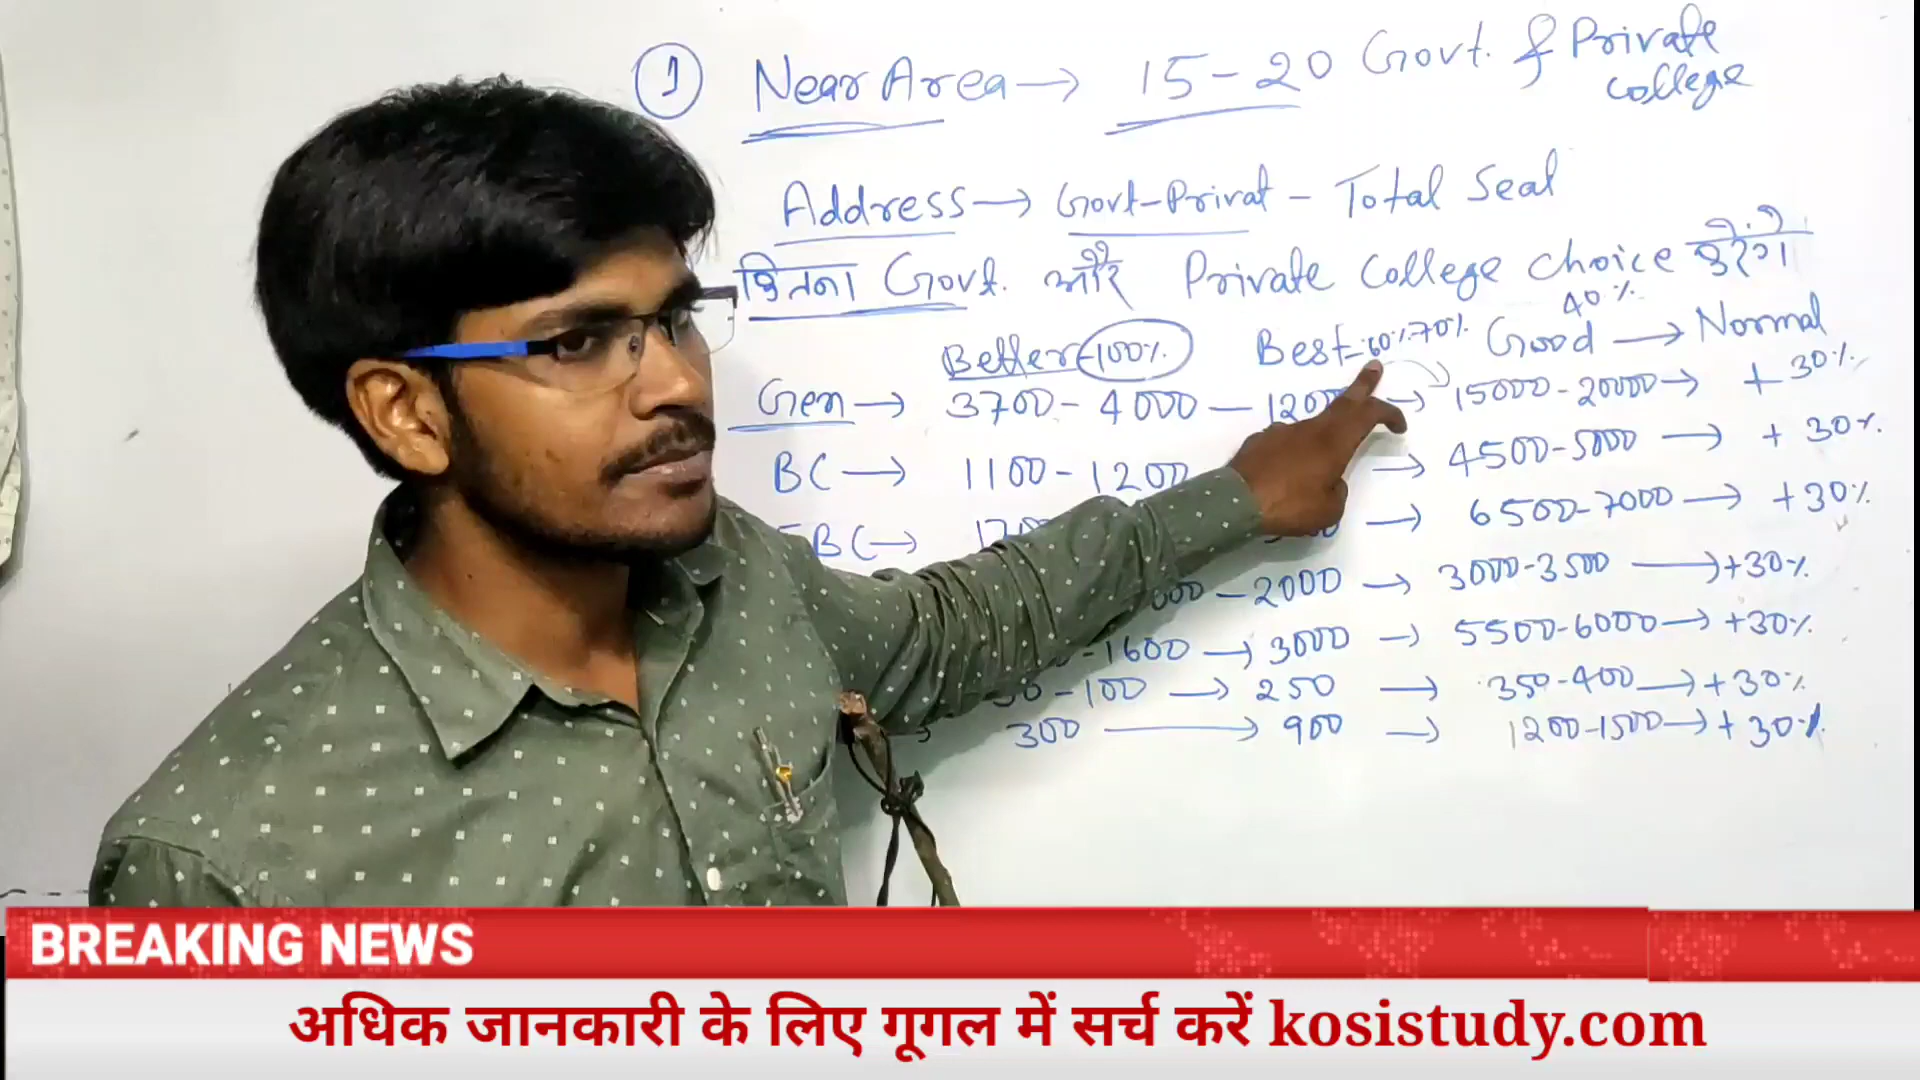 ① Near Area → 15-20 Govt. & Private college
Address → Govt-Privat - Total Seal
कितना Govt. और Private College choice करेंगे
Better-100% Best-60%-70% Good 40% → Normal
Gen → 3700-4000 - 1200 → 15000-20000 → +30%
BC → 1100-1200 → 4500-5000 → +30%
BC → → 6500-7000 → +30%
-2000 → 3000-3500 → +30%
-1600 → 3000 → 5500-6000 → +30%
-100 → 250 → 350-400 → +30%
→ 300 → 900 → 1200-1500 → +30%
BREAKING NEWS
अधिक जानकारी के लिए गूगल में सर्च करें kosistudy.com